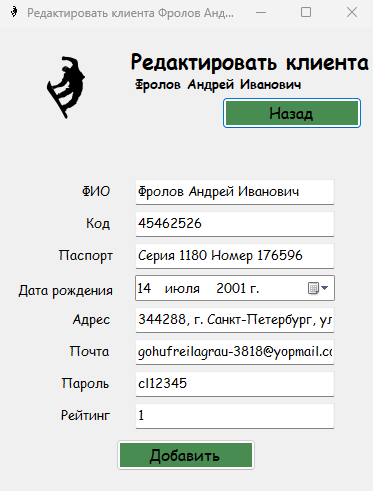 Редактировать клиента Фролов Анд...
Редактировать клиента
Фролов Андрей Иванович
Назад
ФИО Фролов Андрей Иванович
Код 45462526
Паспорт Серия 1180 Номер 176596
Дата рождения 14 июля 2001 г.
Адрес 344288, г. Санкт-Петербург, ул
Почта gohufreilagrau-3818@yopmail.co
Пароль cl12345
Рейтинг 1
Добавить